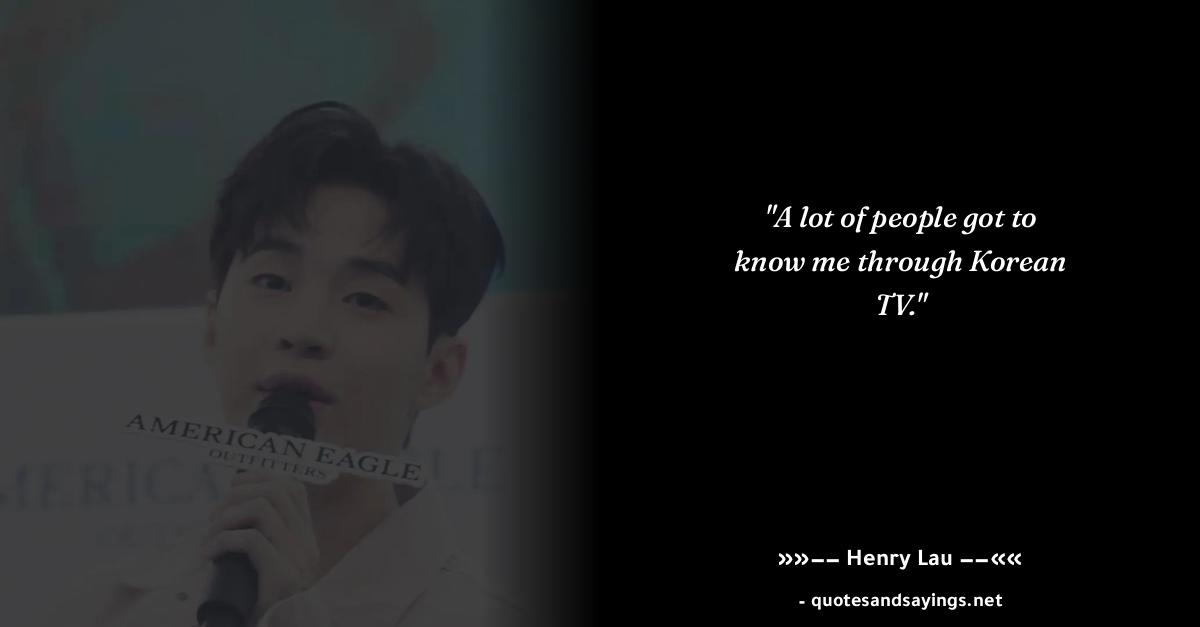 "A lot of people got to
know me through Korean
TV."
AMERICAN EAGLE
OUTFITTERS
»»−− Henry Lau −−««
- quotesandsayings.net